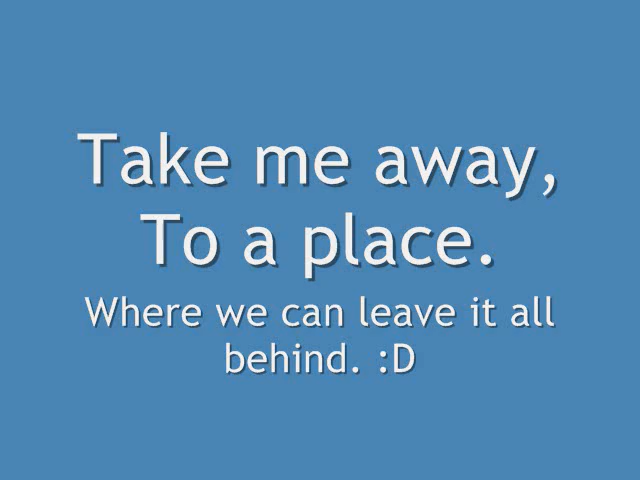 Take me away,
To a place.
Where we can leave it all
behind. :D